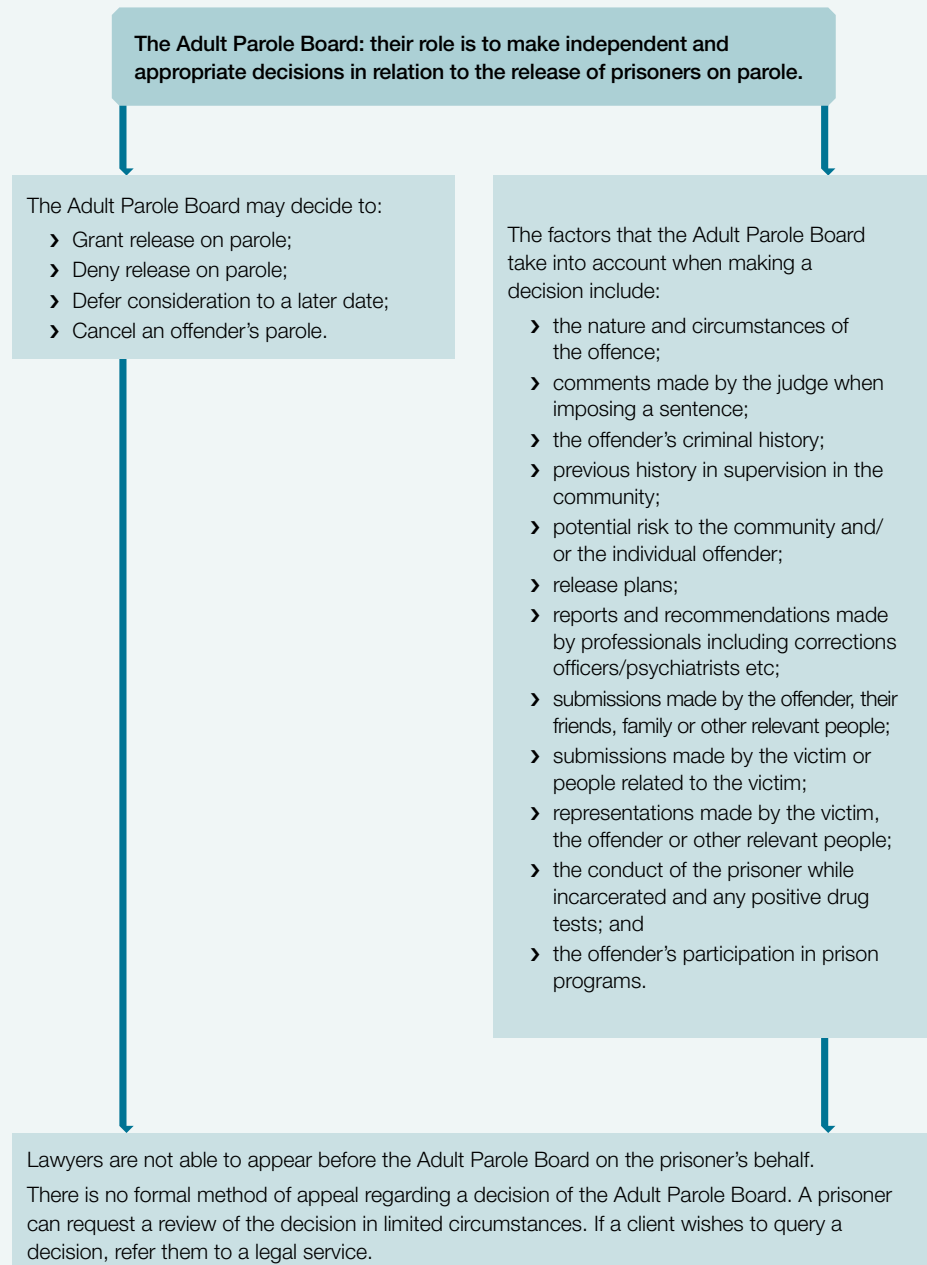 The Adult Parole Board: their role is to make independent and
appropriate decisions in relation to the release of prisoners on parole.
The Adult Parole Board may decide to:
› Grant release on parole;
› Deny release on parole;
› Defer consideration to a later date;
› Cancel an offender’s parole.
The factors that the Adult Parole Board
take into account when making a
decision include:
› the nature and circumstances of
the offence;
› comments made by the judge when
imposing a sentence;
› the offender’s criminal history;
› previous history in supervision in the
community;
› potential risk to the community and/
or the individual offender;
› release plans;
› reports and recommendations made
by professionals including corrections
officers/psychiatrists etc;
› submissions made by the offender, their
friends, family or other relevant people;
› submissions made by the victim or
people related to the victim;
› representations made by the victim,
the offender or other relevant people;
› the conduct of the prisoner while
incarcerated and any positive drug
tests; and
› the offender’s participation in prison
programs.
Lawyers are not able to appear before the Adult Parole Board on the prisoner’s behalf.
There is no formal method of appeal regarding a decision of the Adult Parole Board. A prisoner
can request a review of the decision in limited circumstances. If a client wishes to query a
decision, refer them to a legal service.